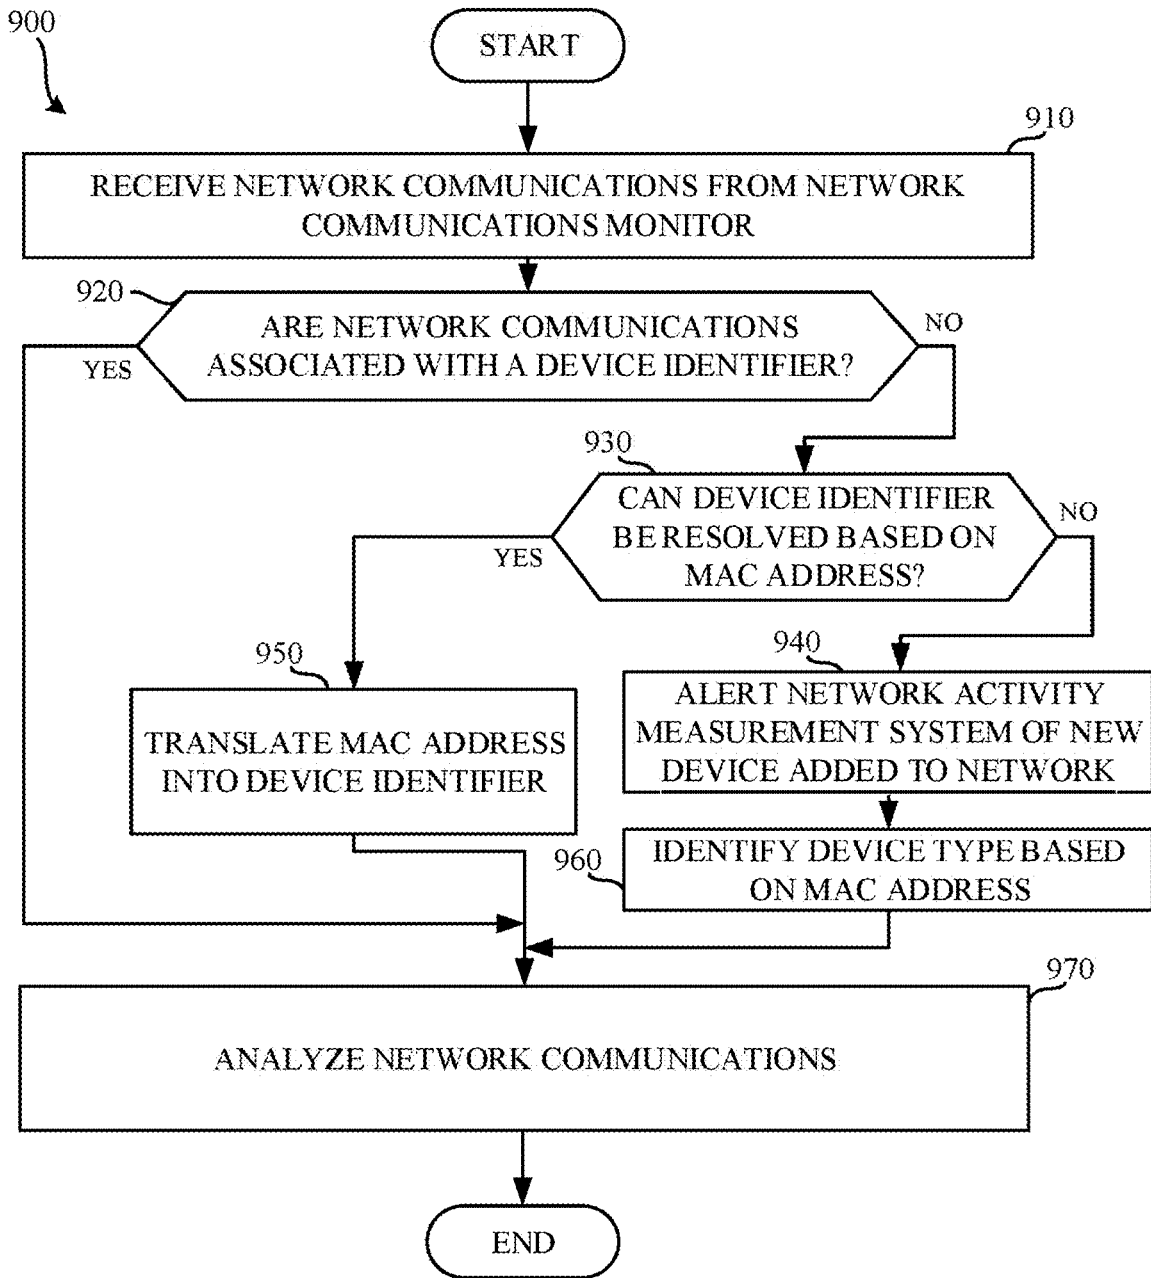 900
START
910
RECEIVE NETWORK COMMUNICATIONS FROM NETWORK
COMMUNICATIONS MONITOR
920
ARE NETWORK COMMUNICATIONS
ASSOCIATED WITH A DEVICE IDENTIFIER?
YES
NO
930
CAN DEVICE IDENTIFIER
BE RESOLVED BASED ON
MAC ADDRESS?
YES
NO
950
TRANSLATE MAC ADDRESS
INTO DEVICE IDENTIFIER
940
ALERT NETWORK ACTIVITY
MEASUREMENT SYSTEM OF NEW
DEVICE ADDED TO NETWORK
960
IDENTIFY DEVICE TYPE BASED
ON MAC ADDRESS
970
ANALYZE NETWORK COMMUNICATIONS
END